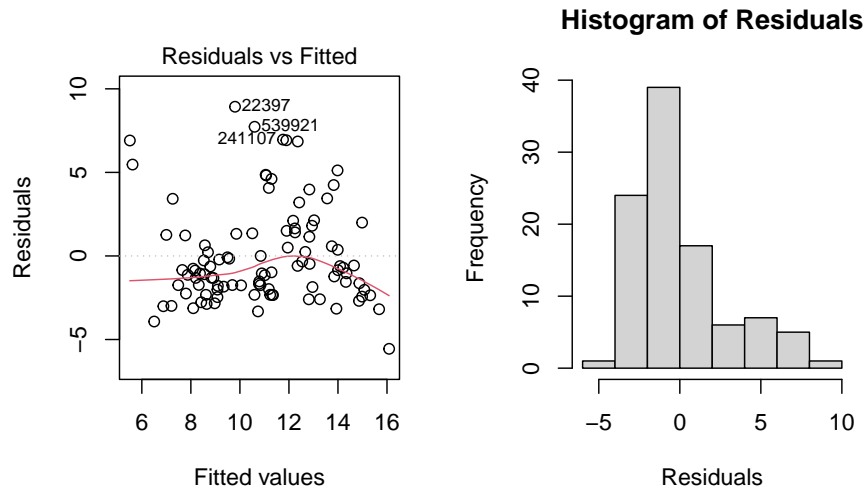 Residuals vs Fitted
10
5
0
−5
Residuals
22397
539921
241107
6 8 10 12 14 16
Fitted values
Histogram of Residuals
40
30
20
10
0
Frequency
−5 0 5 10
Residuals